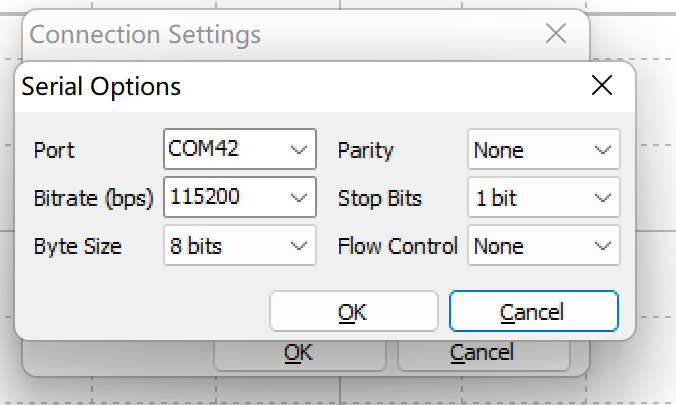 Connection Settings
Serial Options
Port COM42 Parity None
Bitrate (bps) 115200 Stop Bits 1 bit
Byte Size 8 bits Flow Control None
OK Cancel
OK Cancel